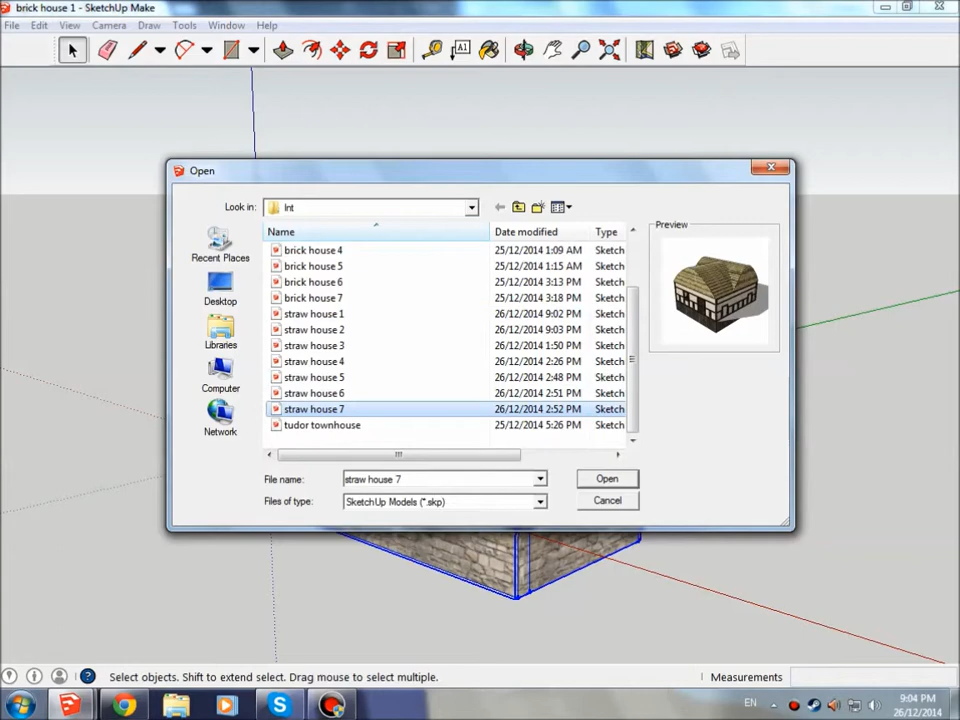 brick house 1 - SketchUp Make
File Edit View Camera Draw Tools Window Help
A1
Open
Look in: Int
Name Date modified Type
brick house 4 25/12/2014 1:09 AM Sketch
brick house 5 25/12/2014 1:15 AM Sketch
brick house 6 25/12/2014 3:13 PM Sketch
brick house 7 25/12/2014 3:18 PM Sketch
straw house 1 26/12/2014 9:02 PM Sketch
straw house 2 26/12/2014 9:03 PM Sketch
straw house 3 26/12/2014 1:50 PM Sketch
straw house 4 26/12/2014 2:26 PM Sketch
straw house 5 26/12/2014 2:48 PM Sketch
straw house 6 26/12/2014 2:51 PM Sketch
straw house 7 26/12/2014 2:52 PM Sketch
tudor townhouse 25/12/2014 5:26 PM Sketch
Recent Places
Desktop
Libraries
Computer
Network
Preview
File name: straw house 7 Open
Files of type: SketchUp Models (*.skp) Cancel
Select objects. Shift to extend select. Drag mouse to select multiple. Measurements
EN 9:04 PM
26/12/2014